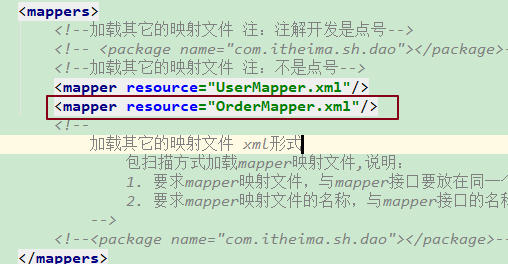 <mappers>
<!--加载其它的映射文件 注：注解开发是点号-->
<!-- <package name="com.itheima.sh.dao"></package>-->
<!--加载其它的映射文件 注：不是点号-->
<mapper resource="UserMapper.xml"/>
<mapper resource="OrderMapper.xml"/>
<!--
加载其它的映射文件 xml形式
包扫描方式加载mapper映射文件,说明：
1. 要求mapper映射文件，与mapper接口要放在同一个
2. 要求mapper映射文件的名称，与mapper接口的名称
-->
<!--<package name="com.itheima.sh.dao"></package>--
</mappers>